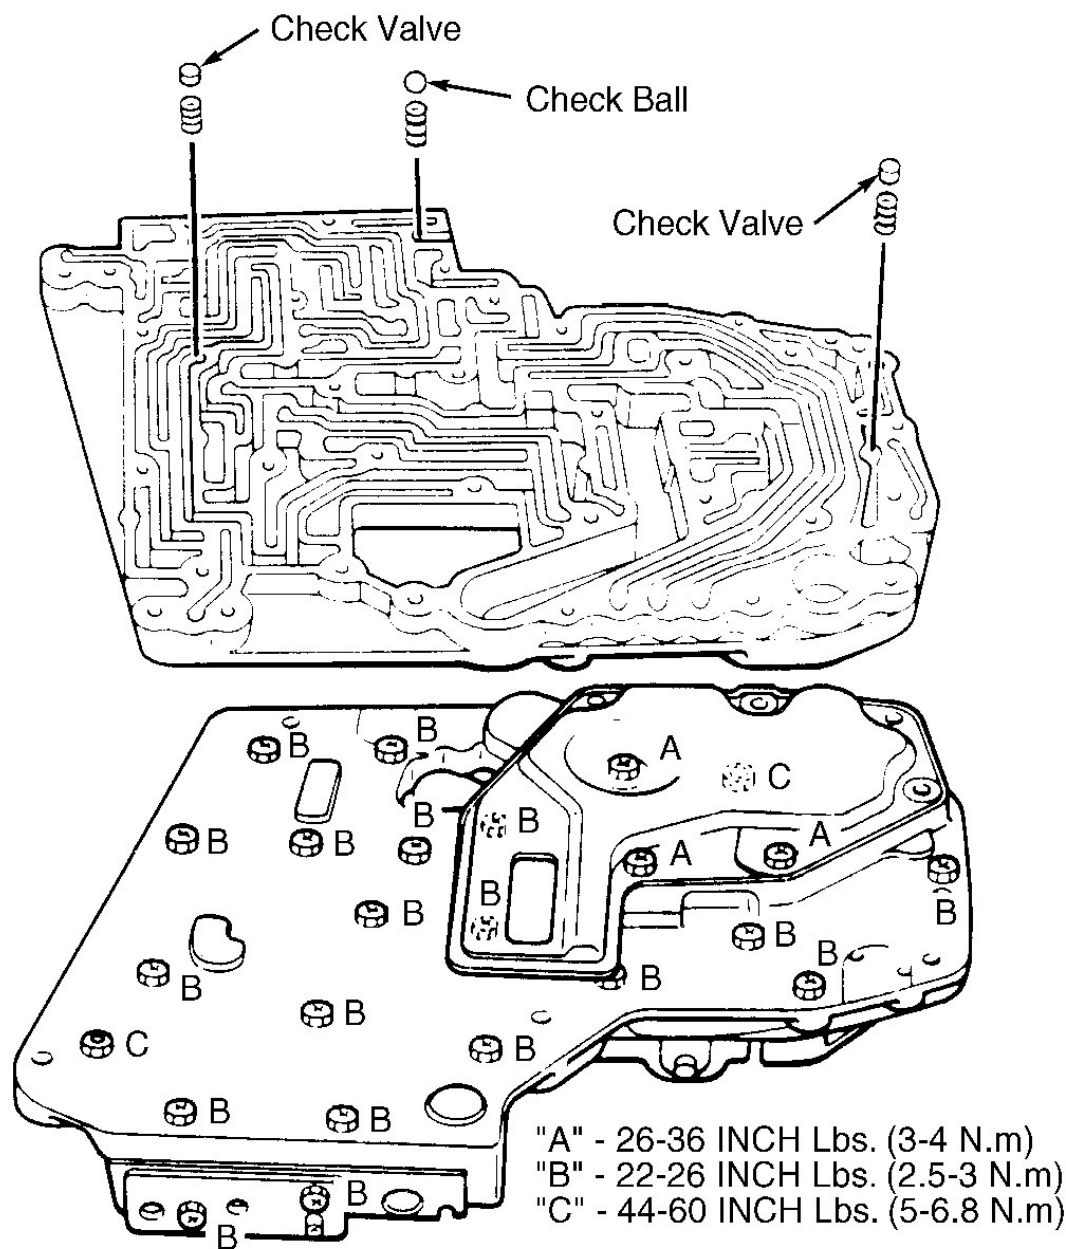 Check Valve
Check Ball
Check Valve
B
B
A
C
B
B
B
B
B
A
A
B
B
B
B
B
B
B
B
C
B
B
B
B
B
"A" - 26-36 INCH Lbs. (3-4 N.m)
"B" - 22-26 INCH Lbs. (2.5-3 N.m)
"C" - 44-60 INCH Lbs. (5-6.8 N.m)